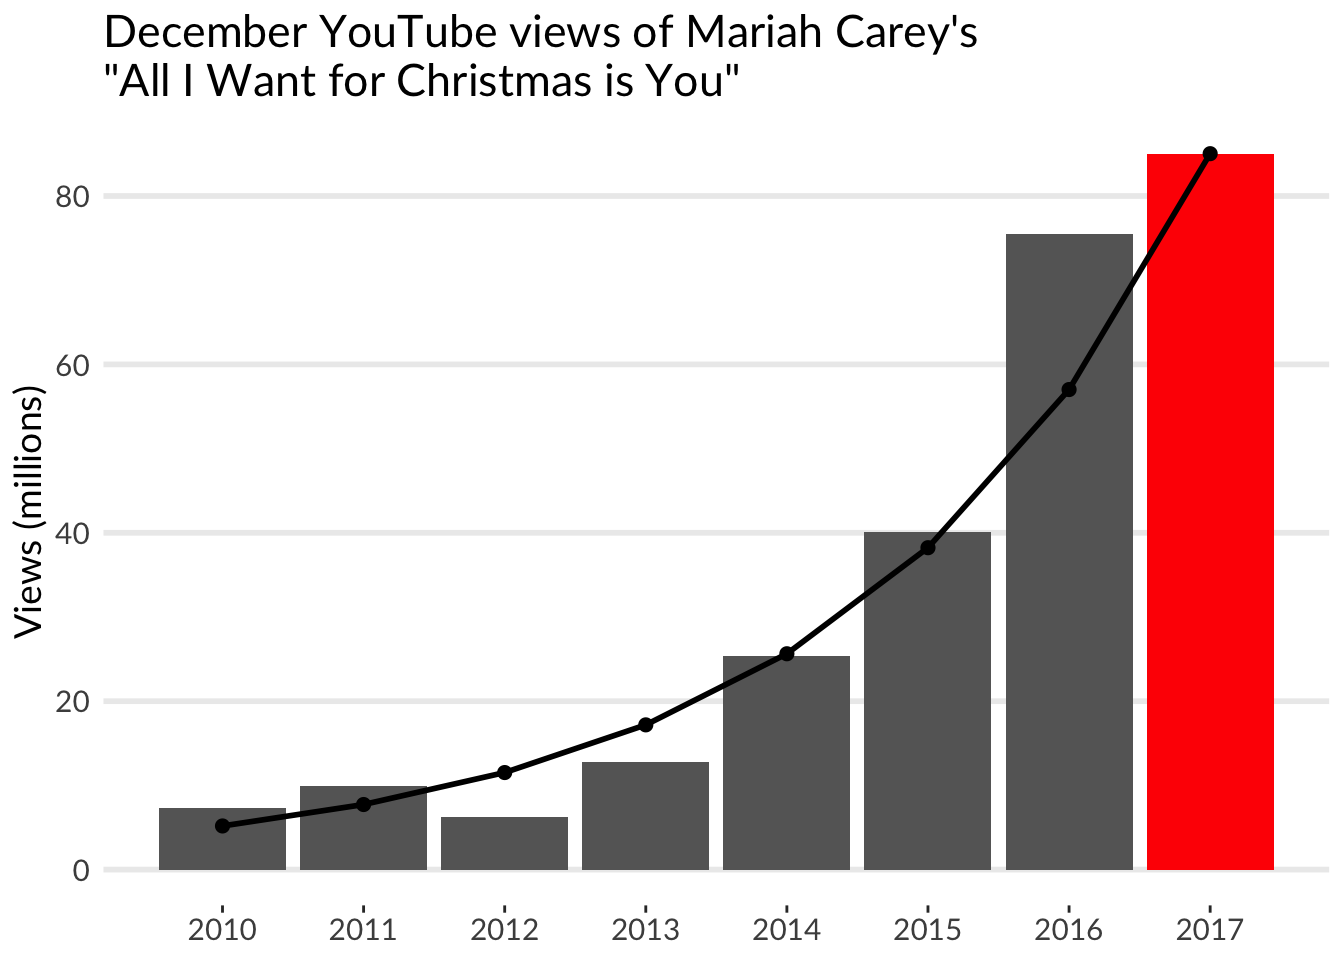 December YouTube views of Mariah Carey's
"All I Want for Christmas is You"
Views (millions)
80
60
40
20
0
2010 2011 2012 2013 2014 2015 2016 2017